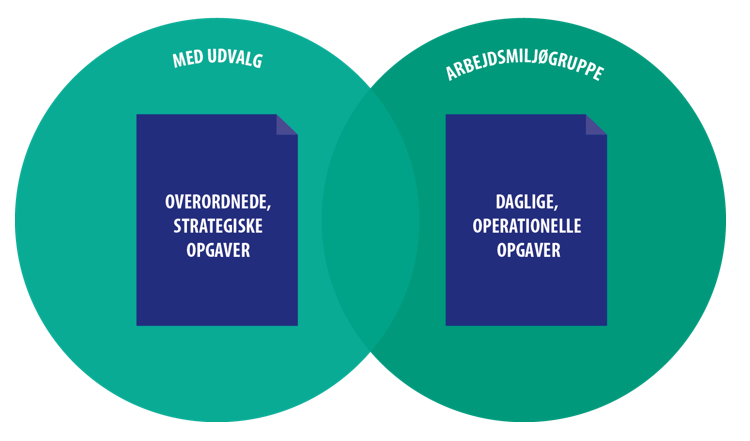 MED UDVALG
OVERORDNEDE,
STRATEGISKE
OPGAVER
ARBEJDSMILJØGRUPPE
DAGLIGE,
OPERATIONELLE
OPGAVER